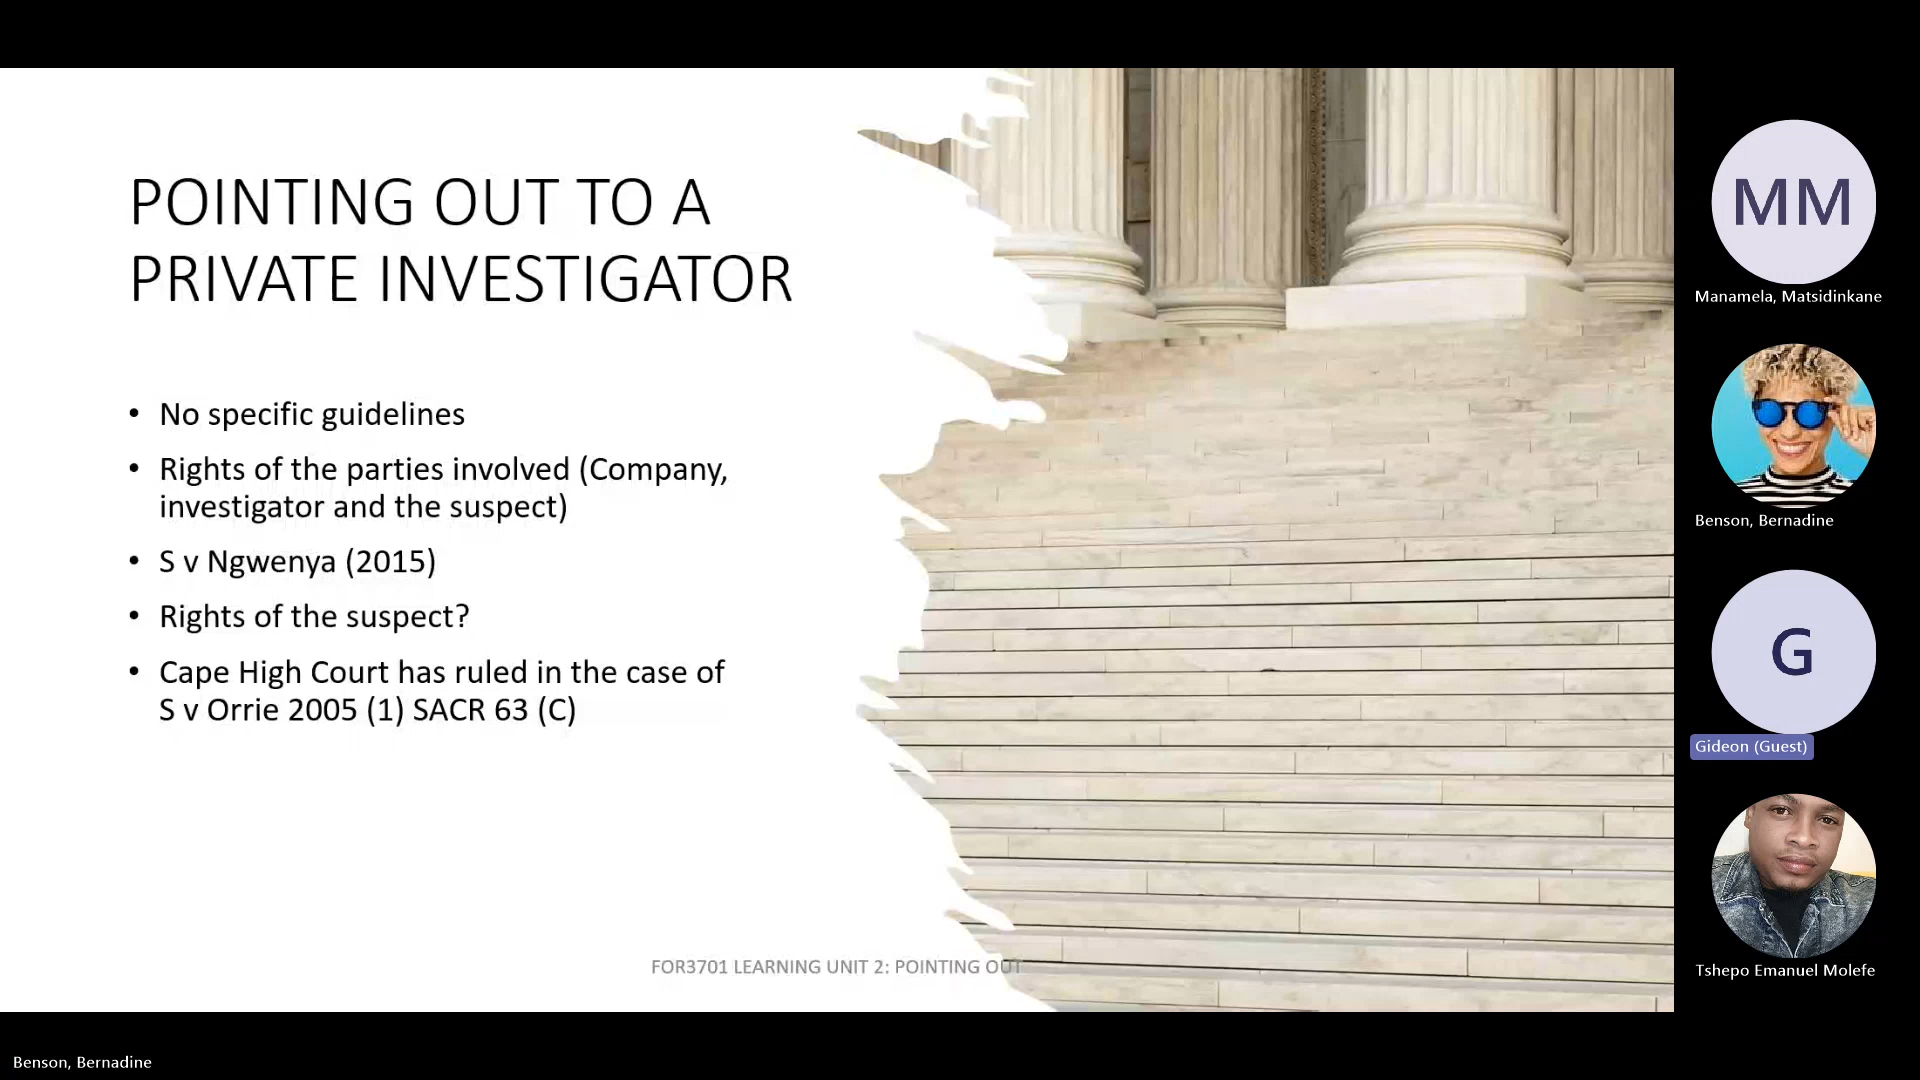 POINTING OUT TO A
PRIVATE INVESTIGATOR
• No specific guidelines
• Rights of the parties involved (Company,
investigator and the suspect)
• S v Ngwenya (2015)
• Rights of the suspect?
• Cape High Court has ruled in the case of
S v Orrie 2005 (1) SACR 63 (C)
FOR3701 LEARNING UNIT 2: POINTING OUT
MM
Manamela, Matsidinkane
Benson, Bernadine
G
Gideon (Guest)
Tshepo Emanuel Molefe
Benson, Bernadine